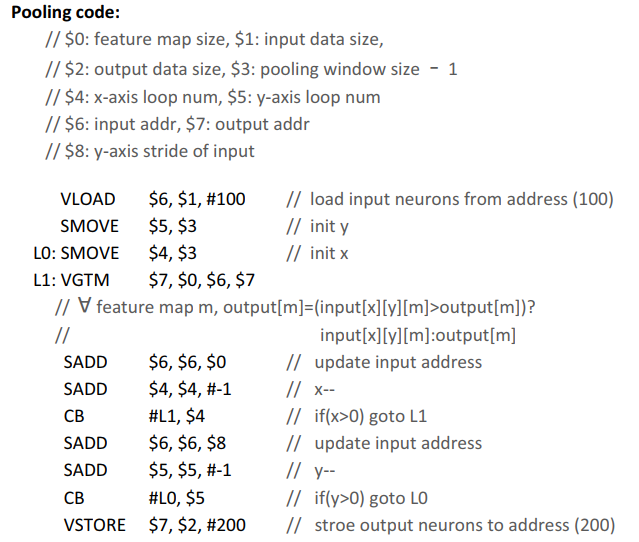 Pooling code:
// $0: feature map size, $1: input data size,
// $2: output data size, $3: pooling window size - 1
// $4: x-axis loop num, $5: y-axis loop num
// $6: input addr, $7: output addr
// $8: y-axis stride of input
VLOAD $6, $1, #100 // load input neurons from address (100)
SMOVE $5, $3 // init y
L0: SMOVE $4, $3 // init x
L1: VGTM $7, $0, $6, $7
// ∀ feature map m, output[m]=(input[x][y][m]>output[m])?
// input[x][y][m]:output[m]
SADD $6, $6, $0 // update input address
SADD $4, $4, #-1 // x--
CB #L1, $4 // if(x>0) goto L1
SADD $6, $6, $8 // update input address
SADD $5, $5, #-1 // y--
CB #L0, $5 // if(y>0) goto L0
VSTORE $7, $2, #200 // stroe output neurons to address (200)